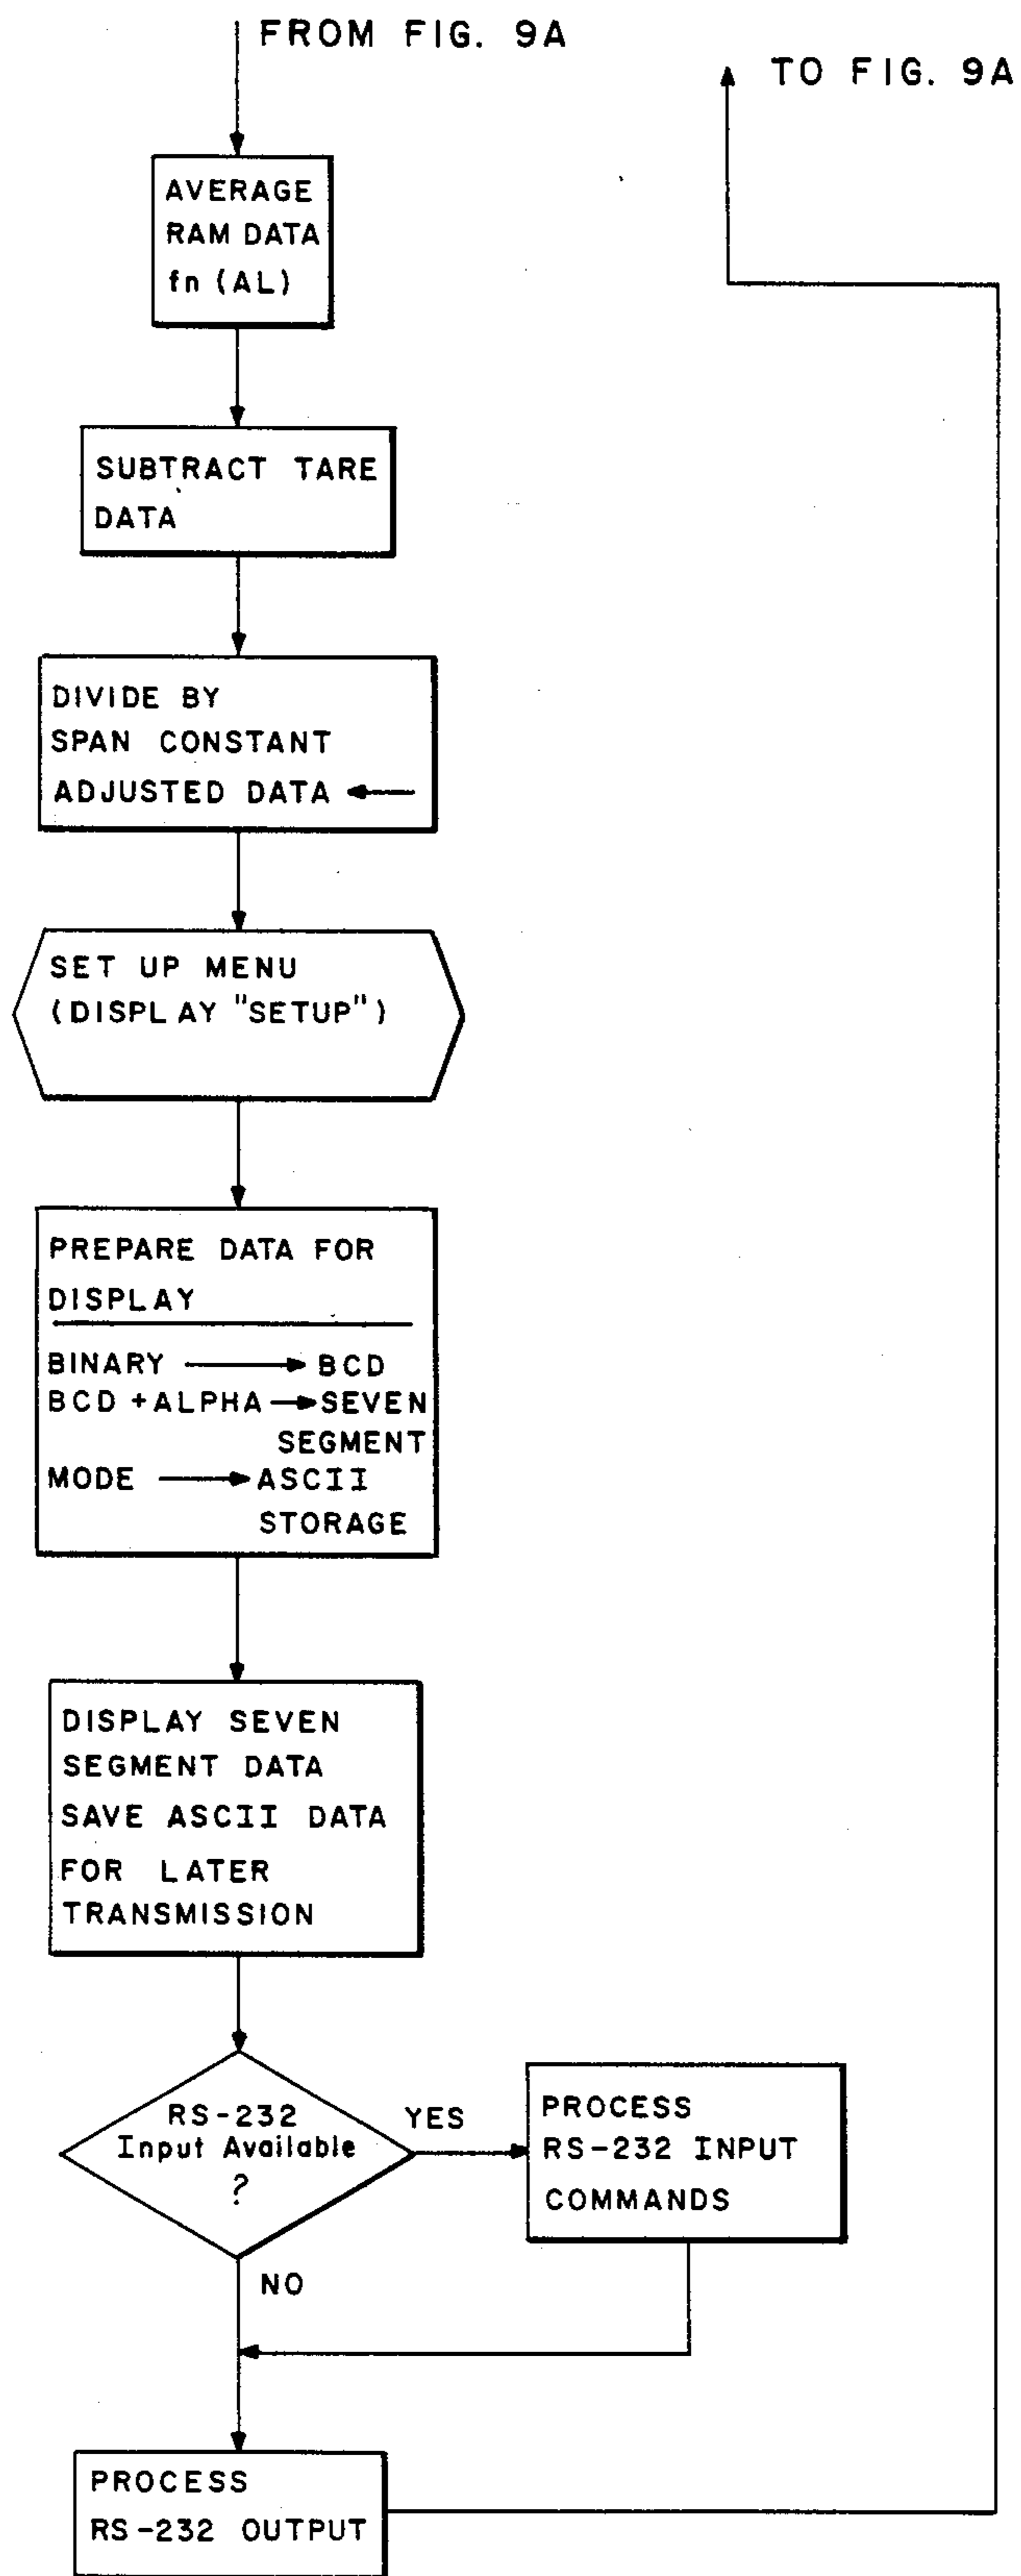 FROM FIG. 9A
TO FIG. 9A
AVERAGE
RAM DATA
fn (AL)
SUBTRACT TARE
DATA
DIVIDE BY
SPAN CONSTANT
ADJUSTED DATA ←
SET UP MENU
(DISPLAY "SETUP")
PREPARE DATA FOR
DISPLAY
BINARY → BCD
BCD +ALPHA → SEVEN
SEGMENT
MODE → ASCII
STORAGE
DISPLAY SEVEN
SEGMENT DATA
SAVE ASCII DATA
FOR LATER
TRANSMISSION
RS-232
Input Available
?
YES
PROCESS
RS-232 INPUT
COMMANDS
NO
PROCESS
RS-232 OUTPUT